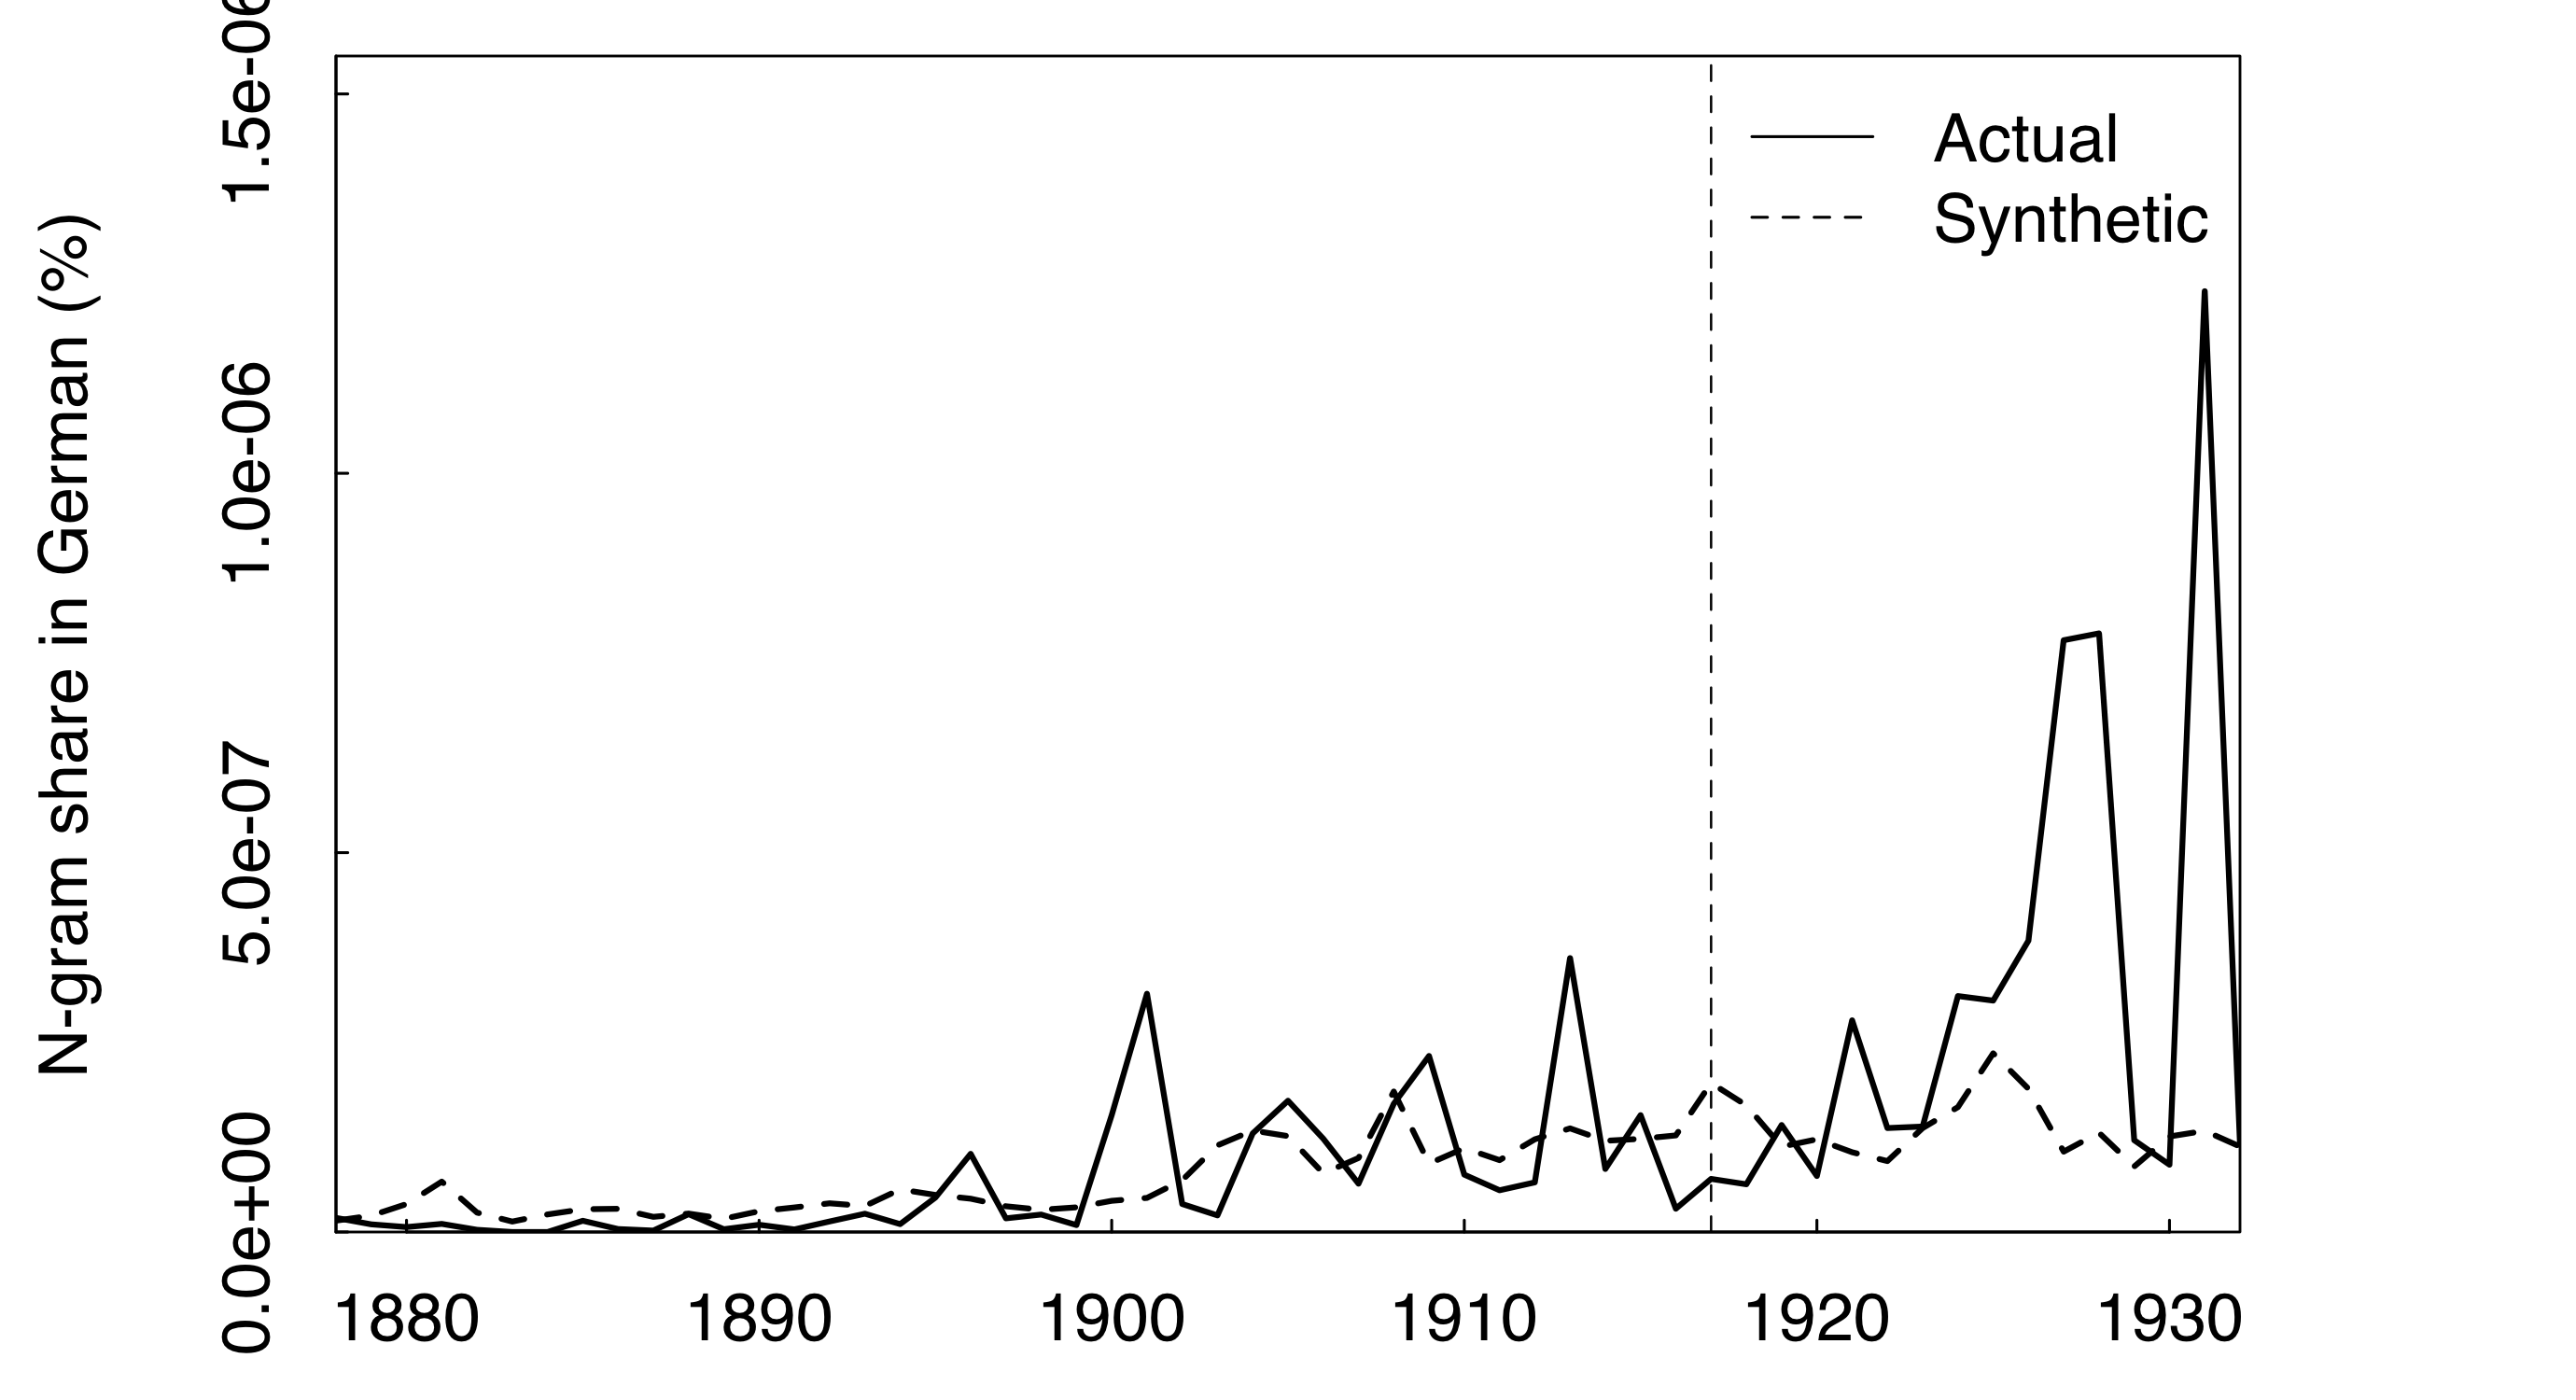 N-gram share in German (%)
1.5e-06
1.0e-06
5.0e-07
0.0e+00
Actual
Synthetic
1880 1890 1900 1910 1920 1930